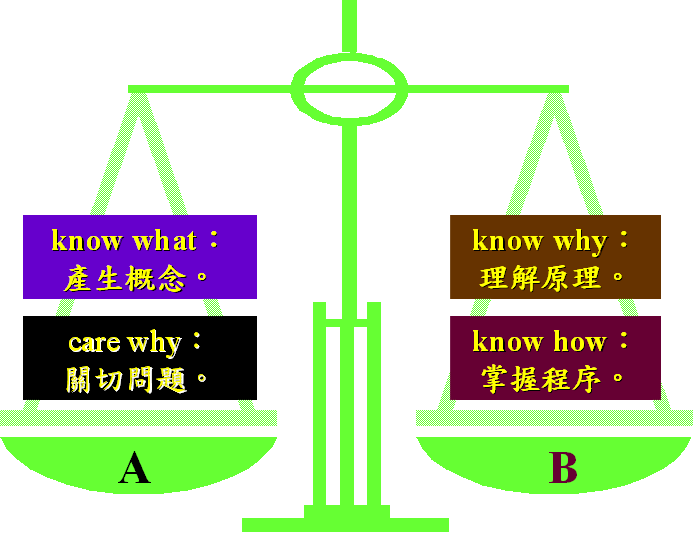 know what：
產生概念。
care why：
關切問題。
A
know why：
理解原理。
know how：
掌握程序。
B